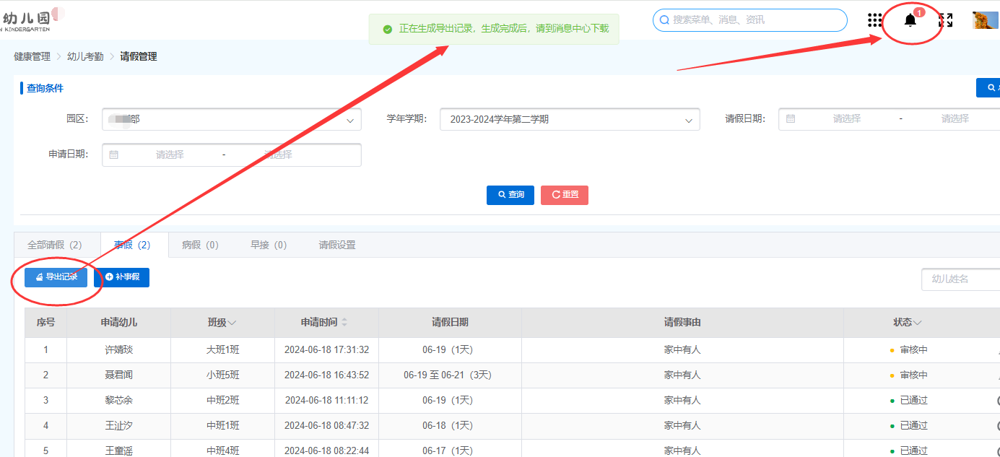 幼儿园
KINDERGARTEN
正在生成导出记录，生成完成后，请到消息中心下载
搜索菜单、消息、资讯
1
健康管理 > 幼儿考勤 > 请假管理
查询条件
园区： 部 学年学期： 2023-2024学年第二学期 请假日期： 请选择 - 请选择
申请日期： 请选择 - 请选择
查询 重置
全部请假（2） 事假（2） 病假（0） 早接（0） 请假设置
导出记录 补事假 幼儿姓名
序号 申请幼儿 班级 申请时间 请假日期 请假事由 状态
1 许婧琰 大班1班 2024-06-18 17:31:32 06-19（1天） 家中有人 审核中
2 聂君闻 小班5班 2024-06-18 16:43:52 06-19 至 06-21（3天） 家中有人 审核中
3 黎芯余 中班2班 2024-06-18 11:11:12 06-19（1天） 家中有人 已通过
4 王沚汐 中班1班 2024-06-18 08:47:32 06-18（1天） 家中有人 已通过
5 王童谣 中班4班 2024-06-18 08:22:44 06-17（1天） 家中有人 已通过